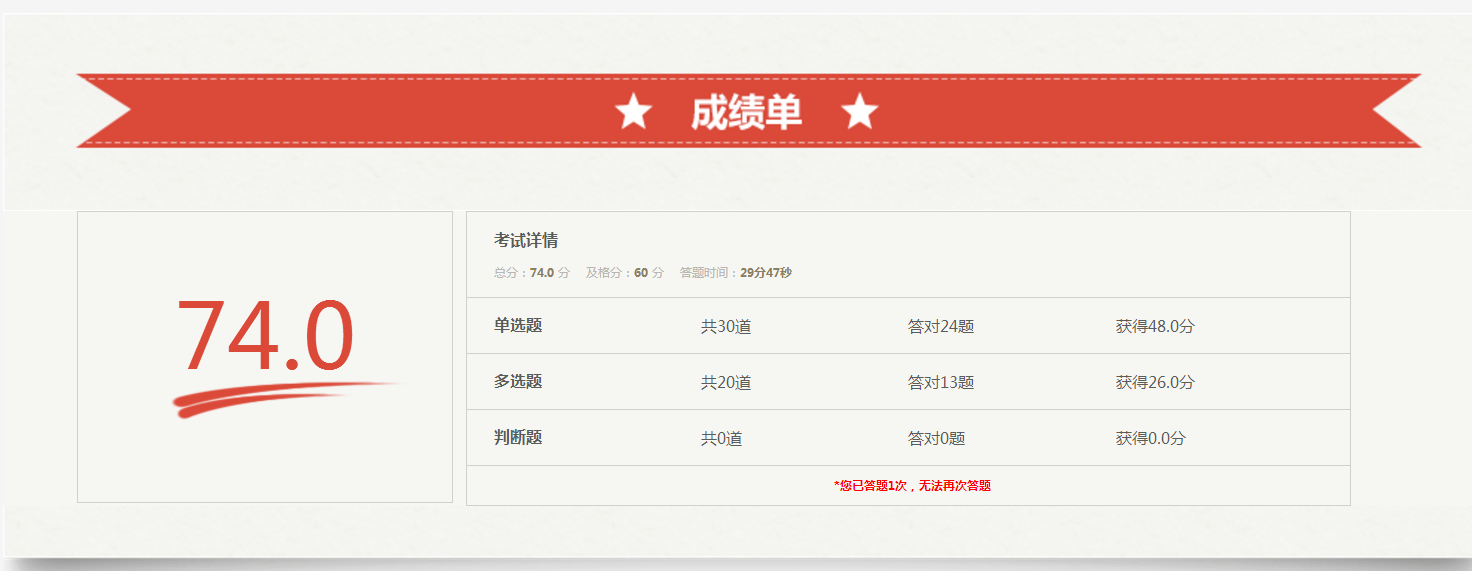 成绩单
74.0
考试详情
总分：74.0 分 及格分：60 分 答题时间：29分47秒
单选题 共30道 答对24题 获得48.0分
多选题 共20道 答对13题 获得26.0分
判断题 共0道 答对0题 获得0.0分
*您已答题1次，无法再次答题